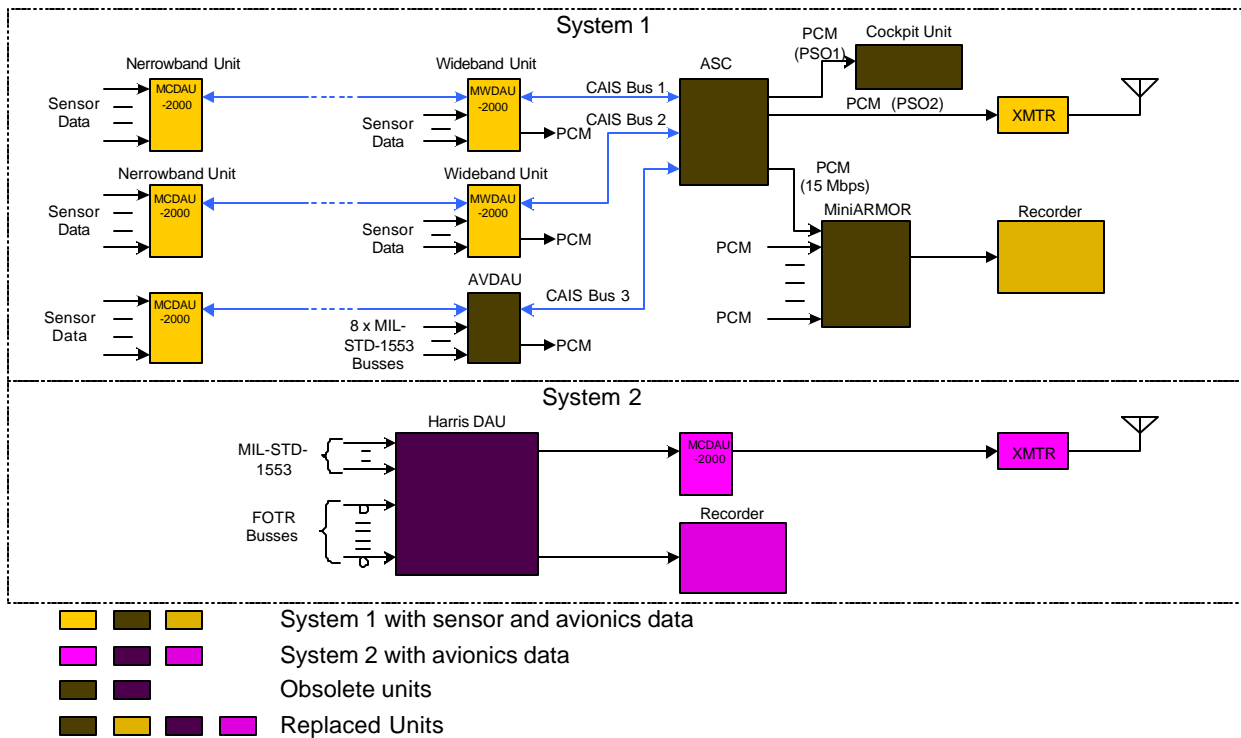 System 1
Nerrowband Unit
MCDAU
-2000
Sensor
Data
Wideband Unit
MWDAU
-2000
Sensor
Data
PCM
CAIS Bus 1
CAIS Bus 2
ASC
PCM
(PSO1)
Cockpit Unit
PCM (PSO2)
XMTR
Nerrowband Unit
MCDAU
-2000
Sensor
Data
Wideband Unit
MWDAU
-2000
Sensor
Data
PCM
PCM
(15 Mbps)
MiniARMOR
PCM
PCM
Recorder
MCDAU
-2000
Sensor
Data
AVDAU
8 x MIL-
STD-1553
Busses
PCM
CAIS Bus 3
System 2
Harris DAU
MIL-STD-
1553
FOTR
Busses
MCDAU
-2000
XMTR
Recorder
System 1 with sensor and avionics data
System 2 with avionics data
Obsolete units
Replaced Units